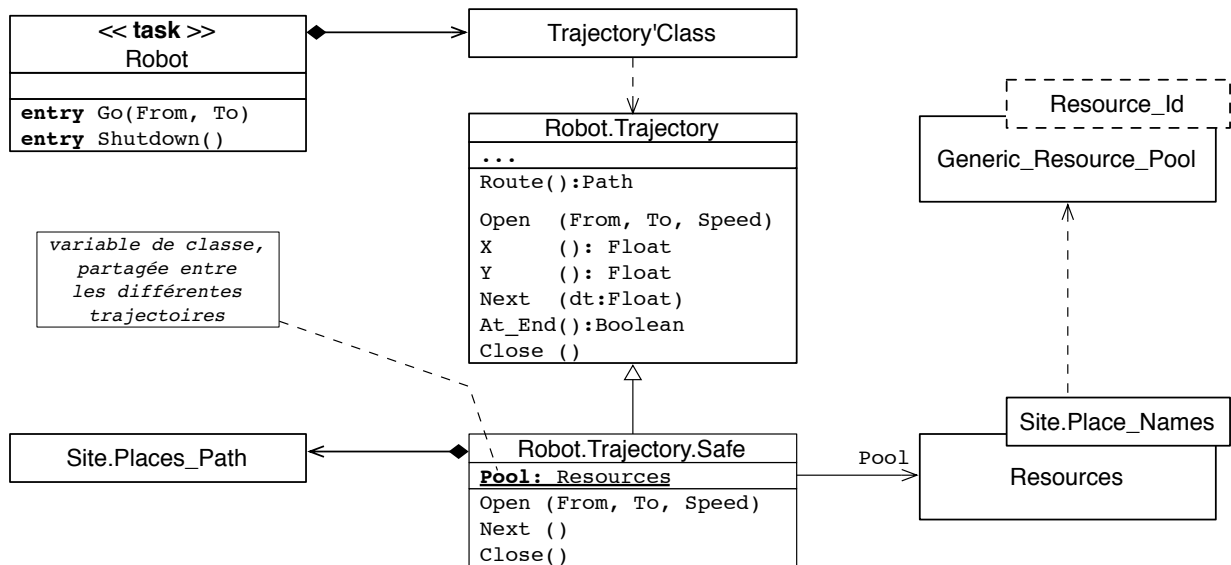 << task >>
Robot
entry Go(From, To)
entry Shutdown()
Trajectory'Class
Robot.Trajectory
...
Route():Path
Open (From, To, Speed)
X (): Float
Y (): Float
Next (dt:Float)
At_End():Boolean
Close ()
Resource_Id
Generic_Resource_Pool
variable de classe,
partagée entre
les différentes
trajectoires
Site.Places_Path
Robot.Trajectory.Safe
Pool: Resources
Open (From, To, Speed)
Next ()
Close()
Pool
Site.Place_Names
Resources